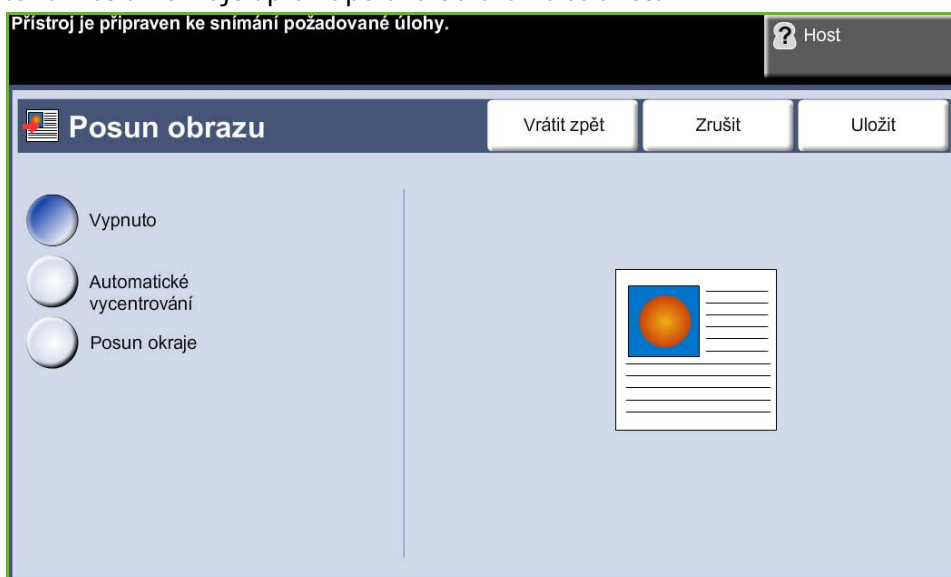 Přístroj je připraven ke snímání požadované úlohy.
Host
Posun obrazu
Vrátit zpět
Zrušit
Uložit
Vypnuto
Automatické
vycentrování
Posun okraje